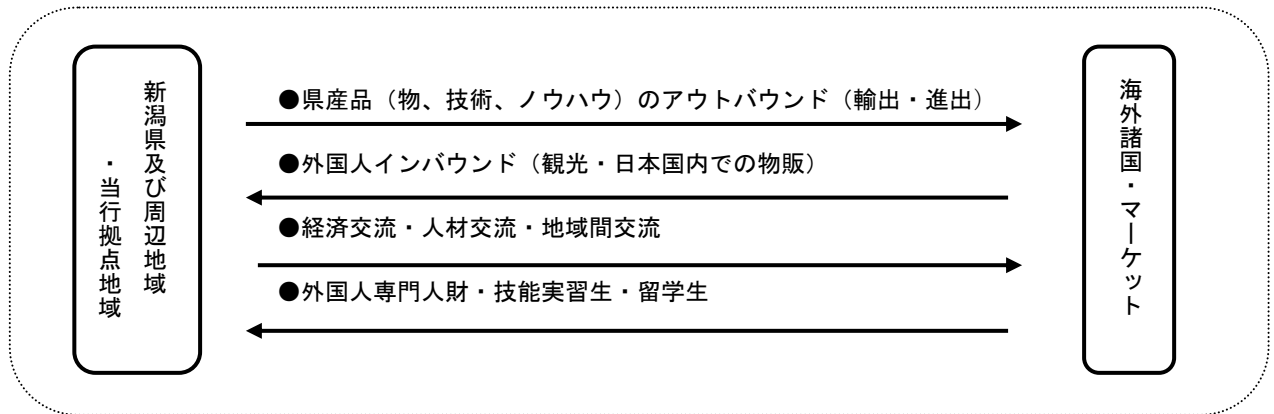 新潟県及び周辺地域
・当行拠点地域
●県産品（物、技術、ノウハウ）のアウトバウンド（輸出・進出）
●外国人インバウンド（観光・日本国内での物販）
●経済交流・人材交流・地域間交流
●外国人専門人財・技能実習生・留学生
海外諸国・マーケット